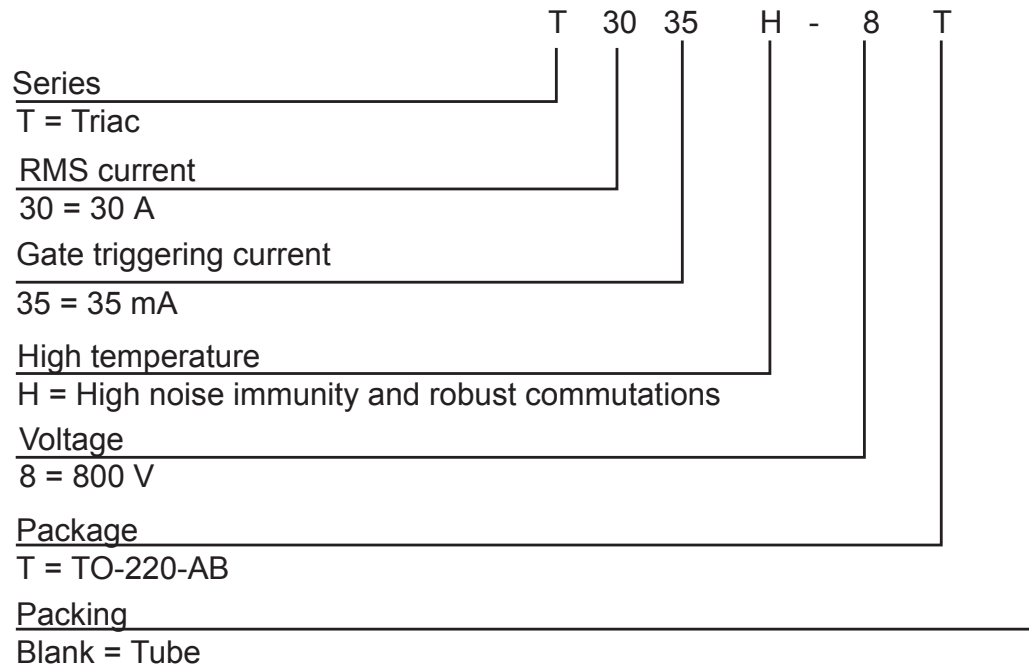 T 30 35 H - 8 T
Series
T = Triac
RMS current
30 = 30 A
Gate triggering current
35 = 35 mA
High temperature
H = High noise immunity and robust commutations
Voltage
8 = 800 V
Package
T = TO-220-AB
Packing
Blank = Tube